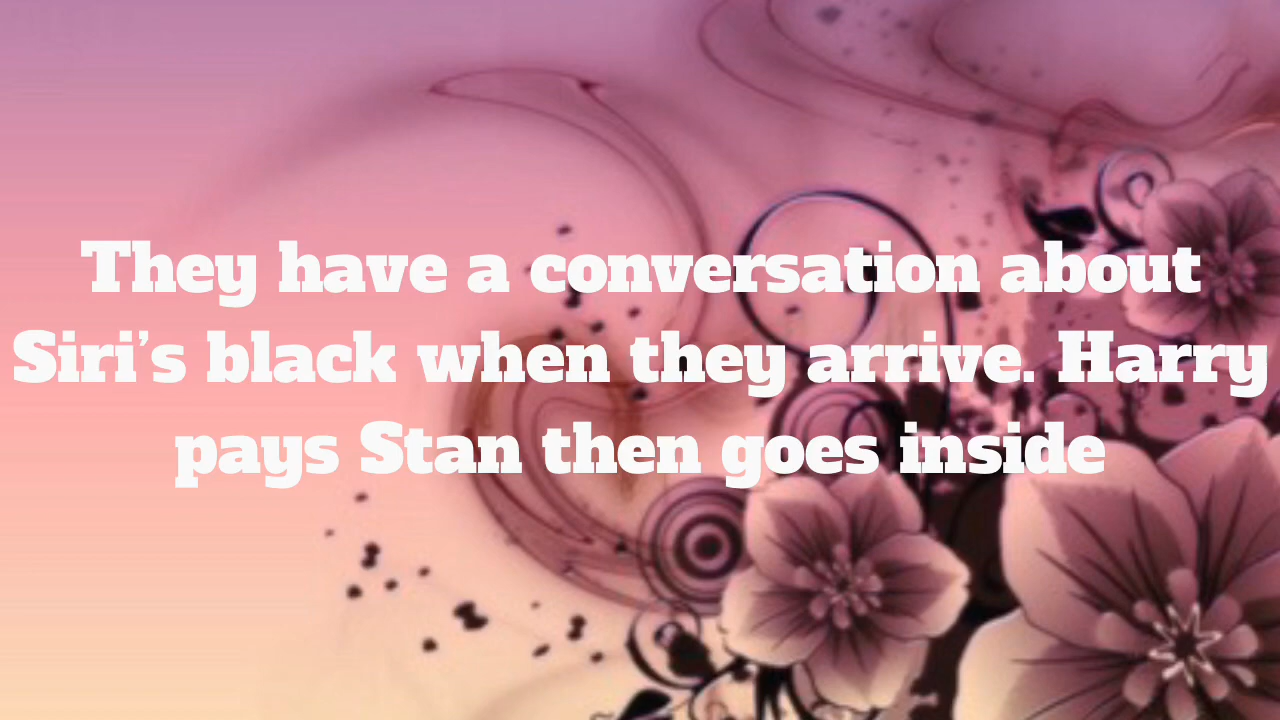 They have a conversation about
Siri’s black when they arrive. Harry
pays Stan then goes inside